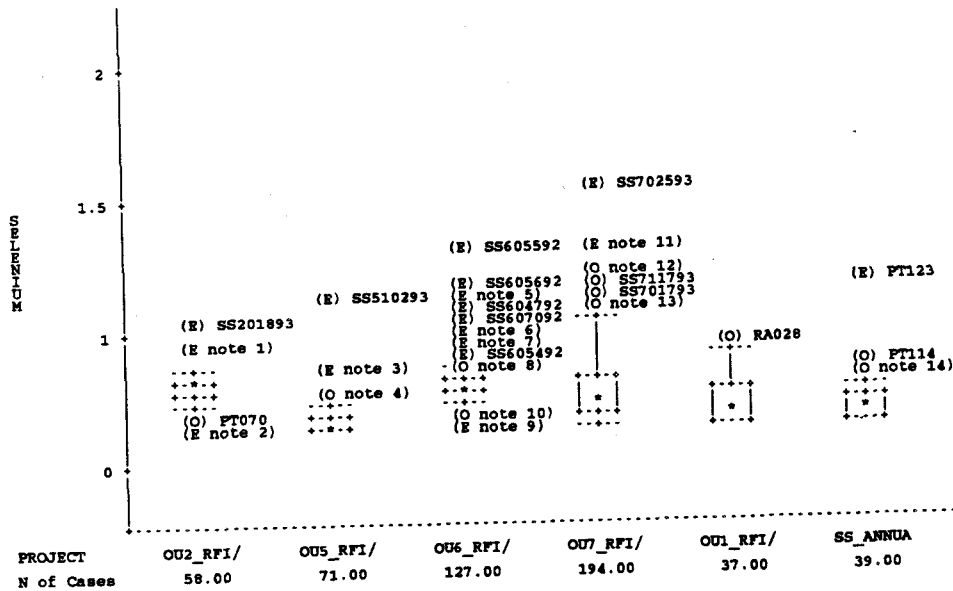 2
(E) SS702593
1.5
SELENIUM
(E) SS605592
(E note 11)
(O note 12)
(O) SS711793
(O) SS701793
(O note 13)
(E) PT123
(E) SS605692
(E note 5)
(E) SS604792
(E) SS607092
(E note 6)
(E note 7)
(E) SS605492
(O note 8)
(E) SS510293
(E) SS201893
(E note 1)
1
(O) RA028
(E note 3)
(O note 4)
(O) PT114
(O note 14)
(O) PT070
(E note 2)
(O note 10)
(E note 9)
0
PROJECT OU2_RFI/ OU5_RFI/ OU6_RFI/ OU7_RFI/ OU1_RFI/ SS_ANNUA
N of Cases 58.00 71.00 127.00 194.00 37.00 39.00